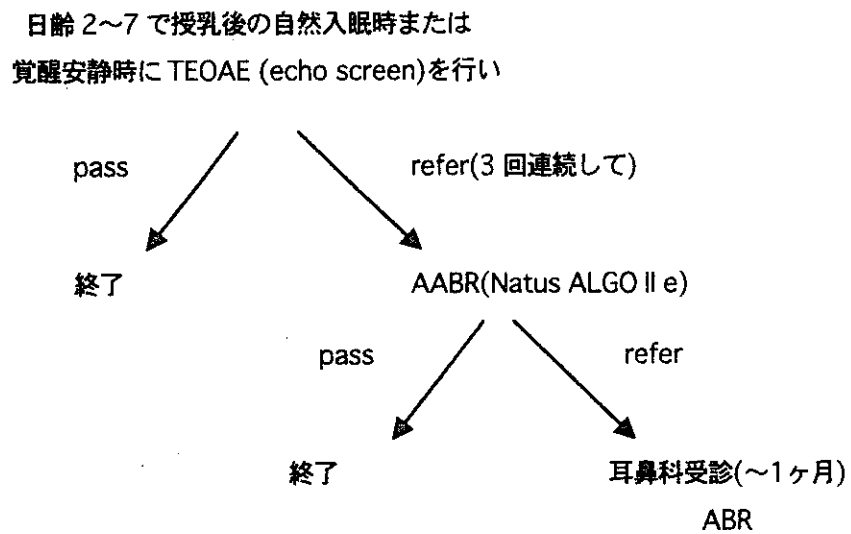 日齢 2～7 で授乳後の自然入眠時または
覚醒安静時に TEOAE (echo screen)を行い
pass
refer(3 回連続して)
終了
AABR(Natus ALGO II e)
pass
refer
終了
耳鼻科受診(～1ヶ月)
ABR